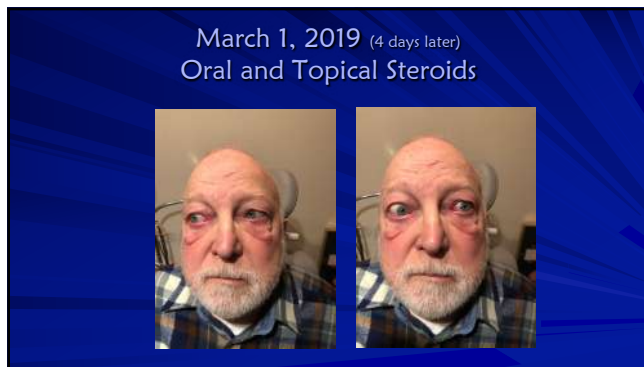 March 1, 2019 (4 days later)
Oral and Topical Steroids